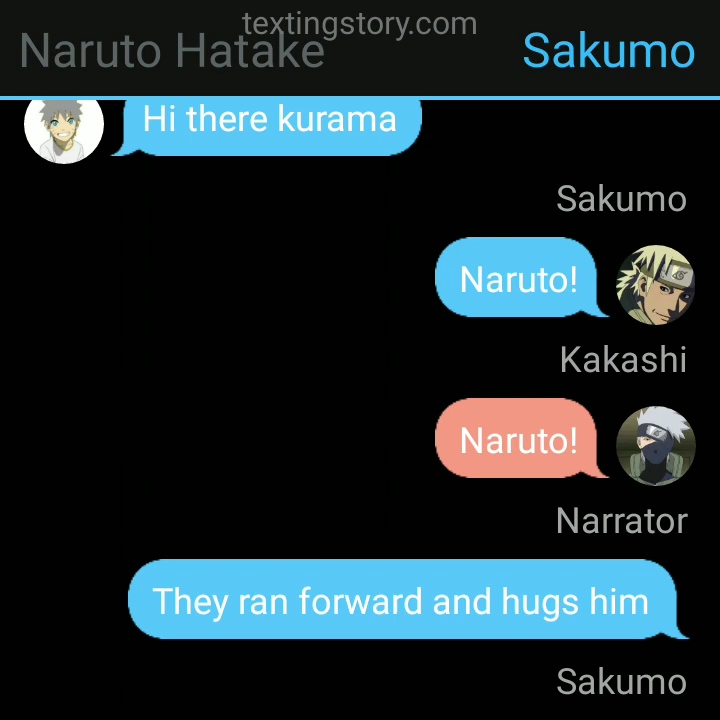 textingstory.com
Naruto Hatake
Sakumo
Hi there kurama
Sakumo
Naruto!
Kakashi
Naruto!
Narrator
They ran forward and hugs him
Sakumo